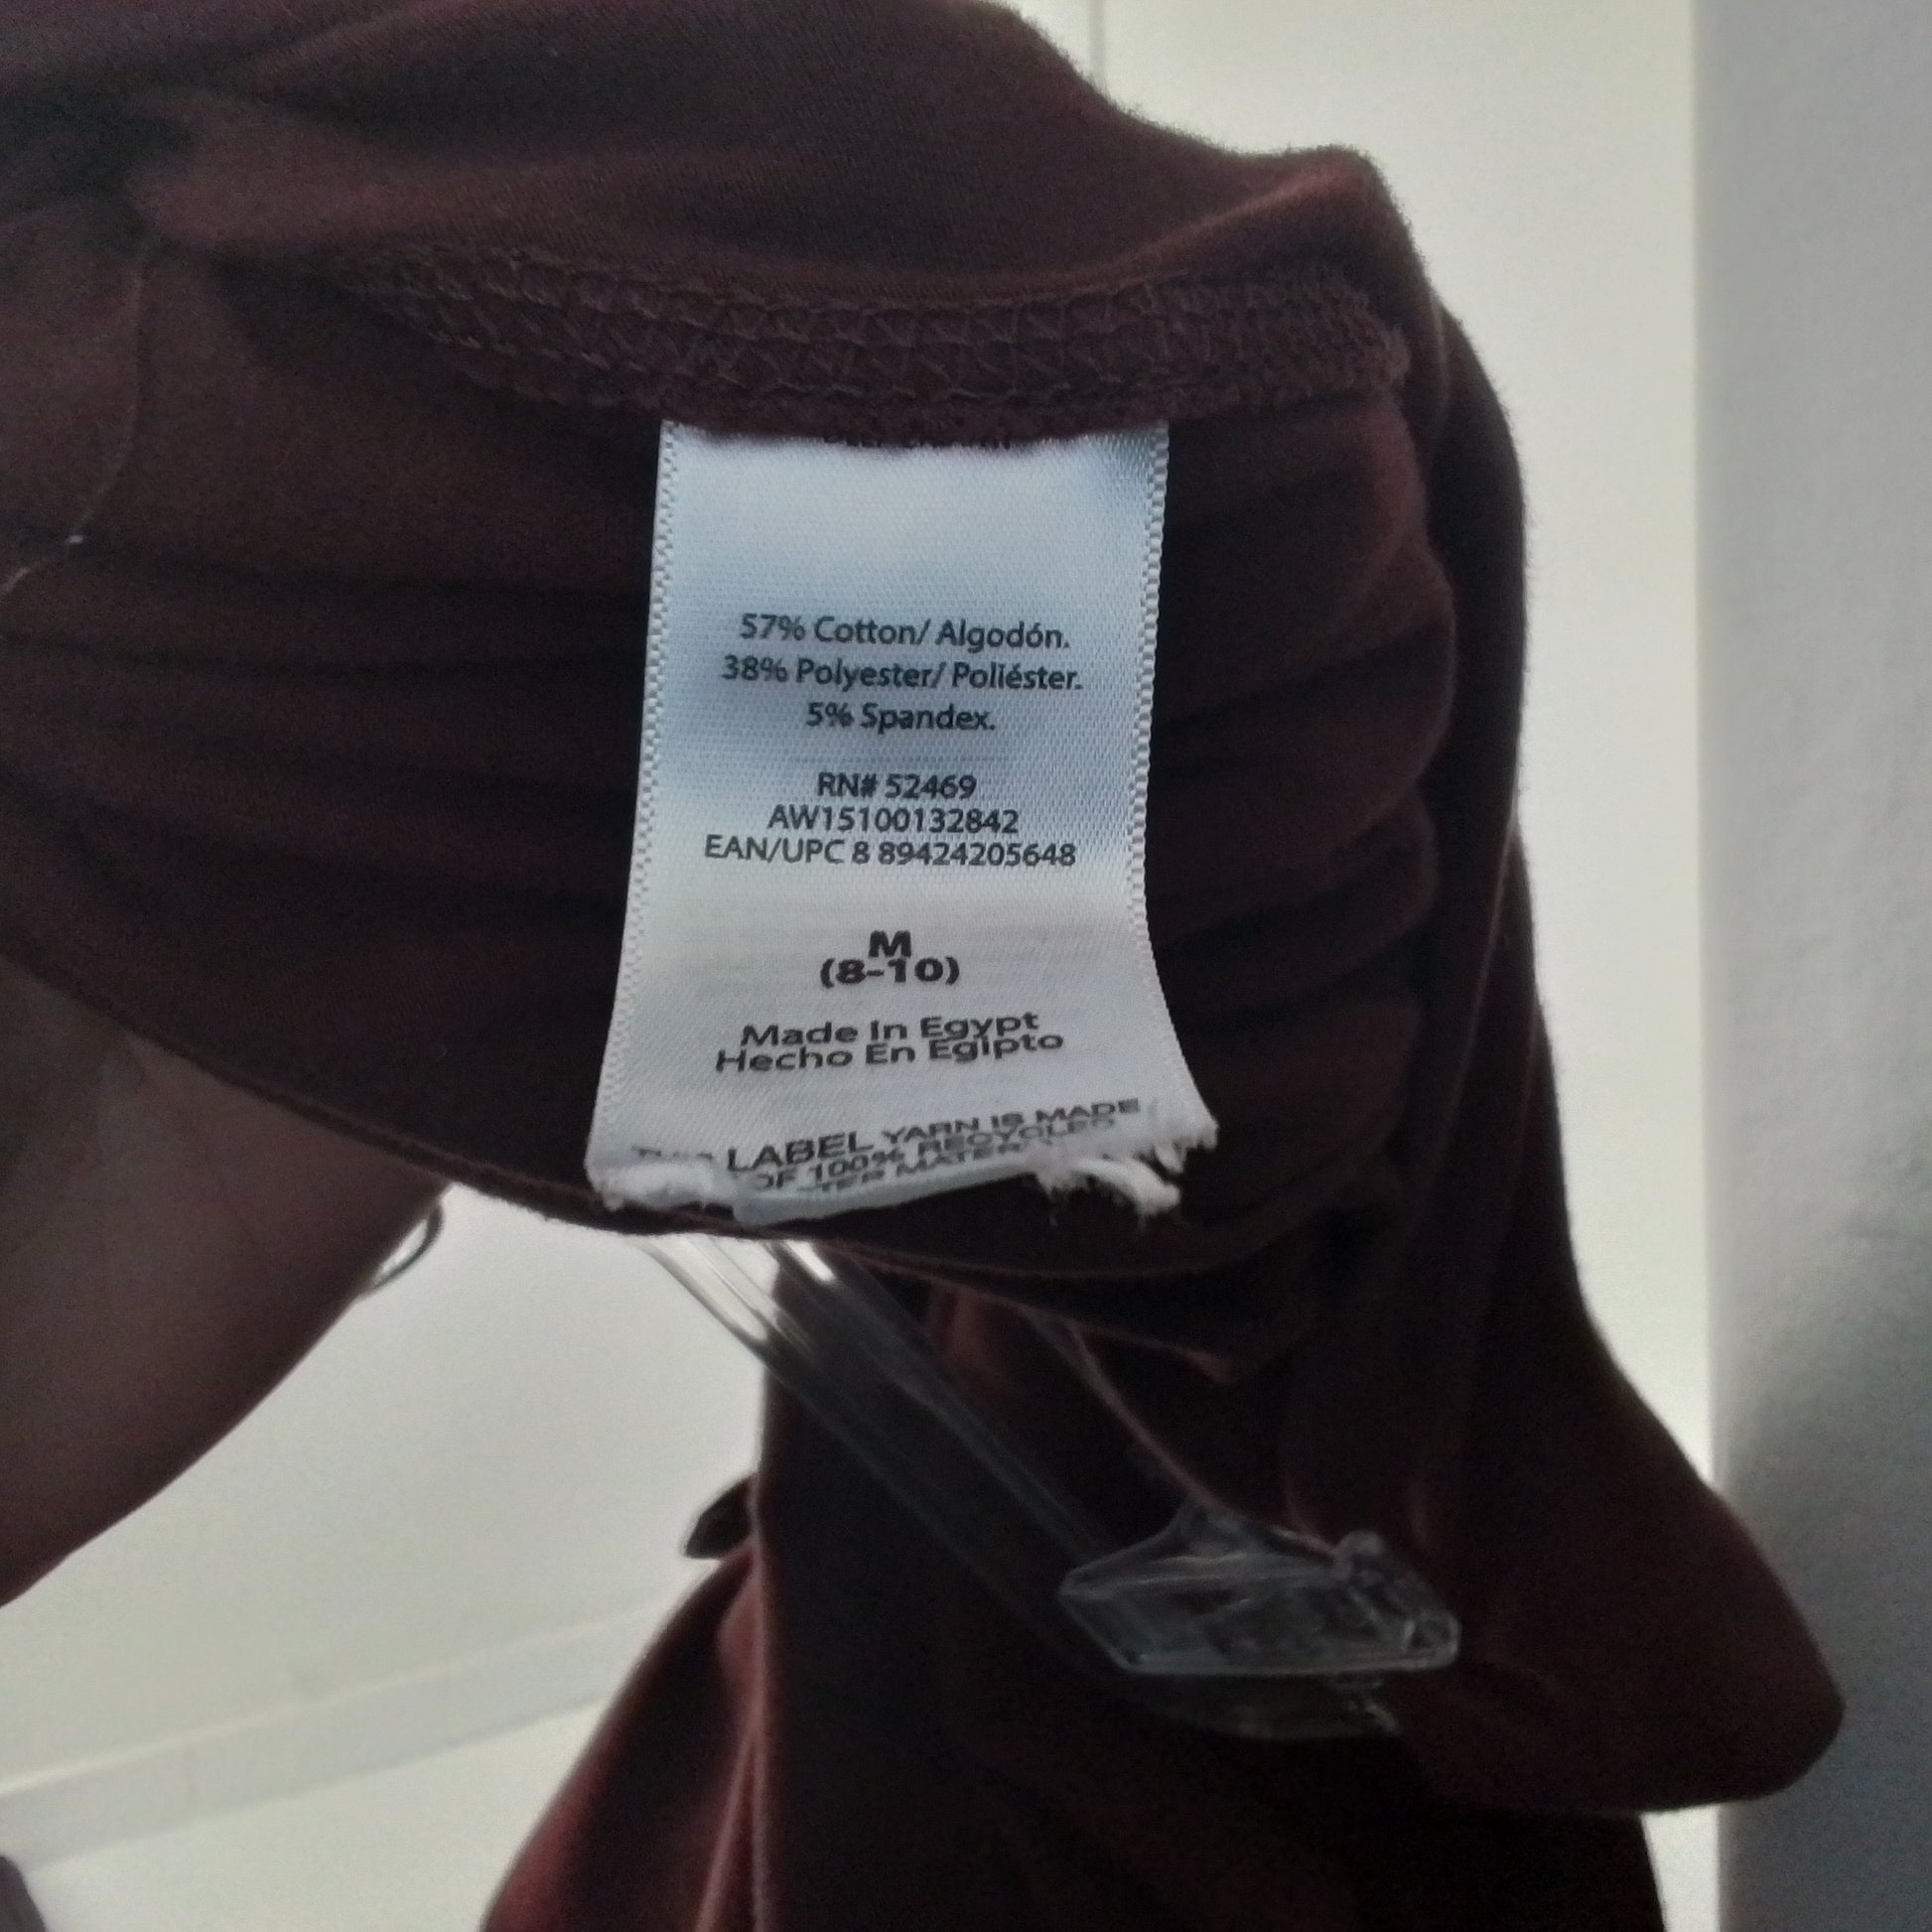 57% Cotton/ Algodón.
38% Polyester/ Poliéster.
5% Spandex.
RN# 52469
AW15100132842
EAN/UPC 8 89424205648
M
(8-10)
Made In Egypt
Hecho En Egipto
LABEL YARN IS MADE
OF 100% RECYCLED